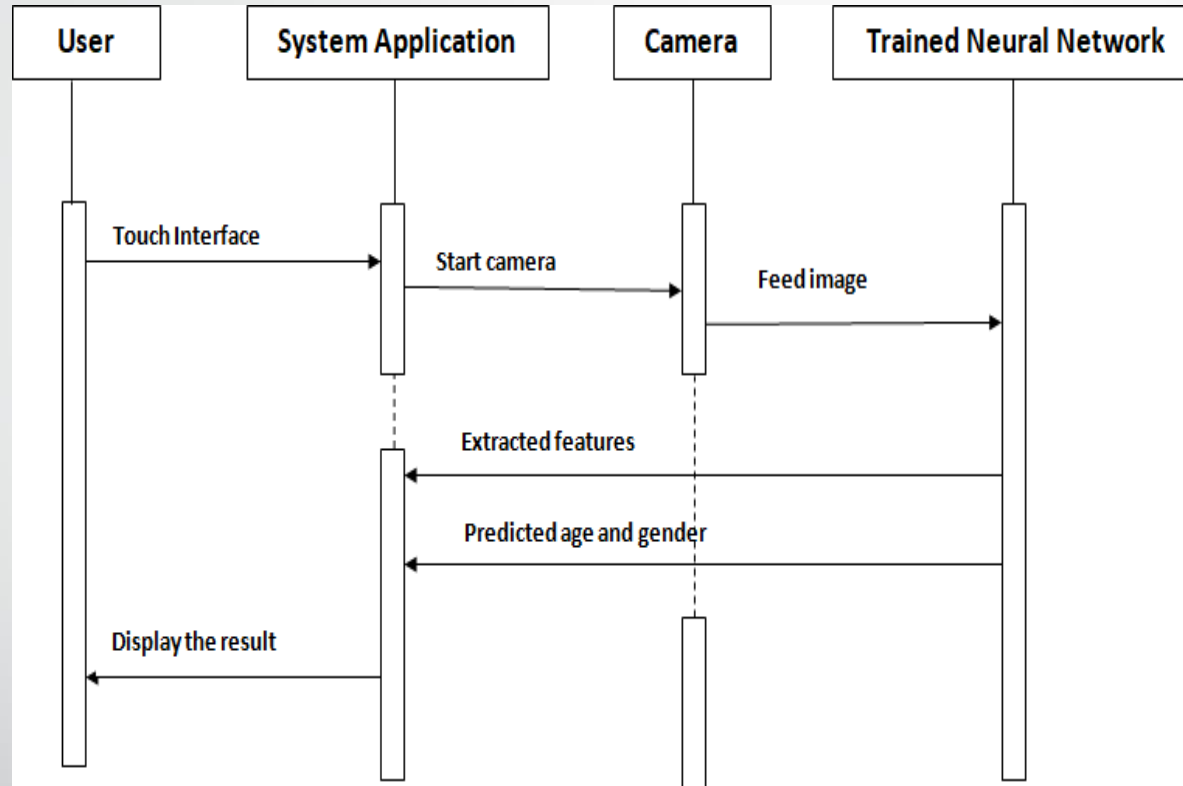 User
System Application
Camera
Trained Neural Network
Touch Interface
Start camera
Feed image
Extracted features
Predicted age and gender
Display the result